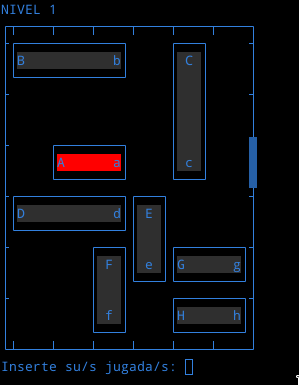 NIVEL 1
B b C
c
A a
D d E
F e G g
f H h
Inserte su/s jugada/s: